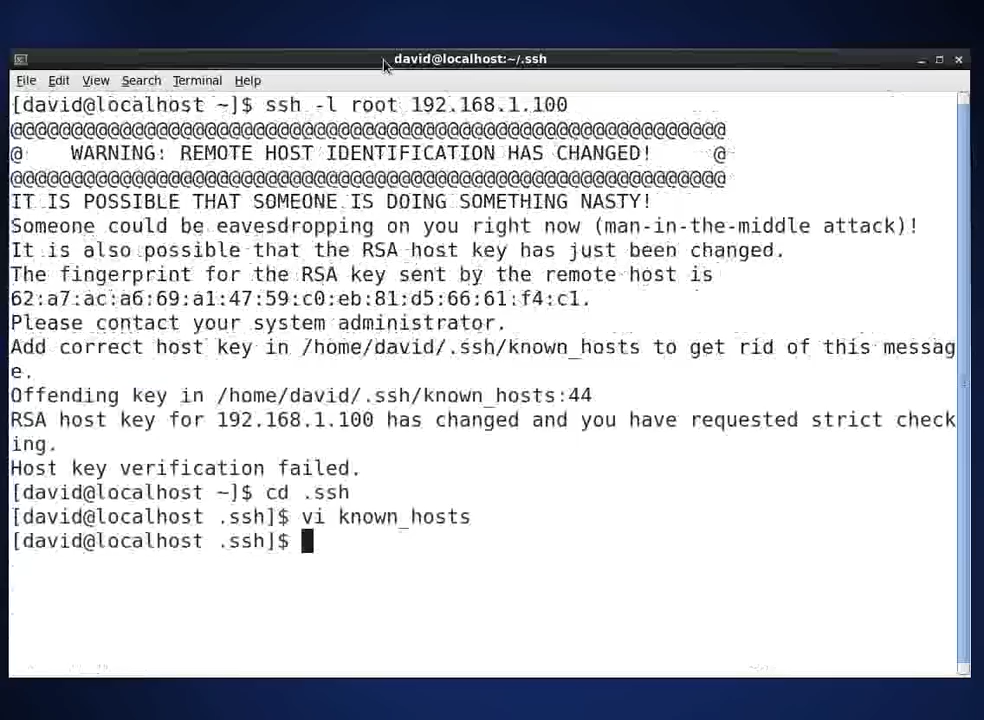 david@localhost:~/.ssh
File Edit View Search Terminal Help
[david@localhost ~]$ ssh -l root 192.168.1.100
@@@@@@@@@@@@@@@@@@@@@@@@@@@@@@@@@@@@@@@@@@@@@@@@@@@@@@@@@@@
@    WARNING: REMOTE HOST IDENTIFICATION HAS CHANGED!     @
@@@@@@@@@@@@@@@@@@@@@@@@@@@@@@@@@@@@@@@@@@@@@@@@@@@@@@@@@@@
IT IS POSSIBLE THAT SOMEONE IS DOING SOMETHING NASTY!
Someone could be eavesdropping on you right now (man-in-the-middle attack)!
It is also possible that the RSA host key has just been changed.
The fingerprint for the RSA key sent by the remote host is
62:a7:ac:a6:69:a1:47:59:c0:eb:81:d5:66:61:f4:c1.
Please contact your system administrator.
Add correct host key in /home/david/.ssh/known_hosts to get rid of this messag
e.
Offending key in /home/david/.ssh/known_hosts:44
RSA host key for 192.168.1.100 has changed and you have requested strict check
ing.
Host key verification failed.
[david@localhost ~]$ cd .ssh
[david@localhost .ssh]$ vi known_hosts
[david@localhost .ssh]$